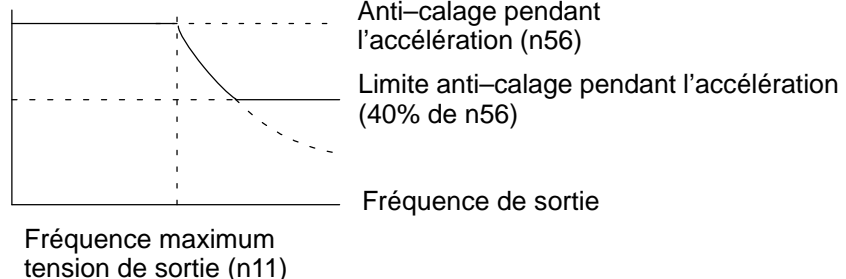 Anti–calage pendant
l'accélération (n56)
Limite anti–calage pendant l'accélération
(40% de n56)
Fréquence de sortie
Fréquence maximum
tension de sortie (n11)